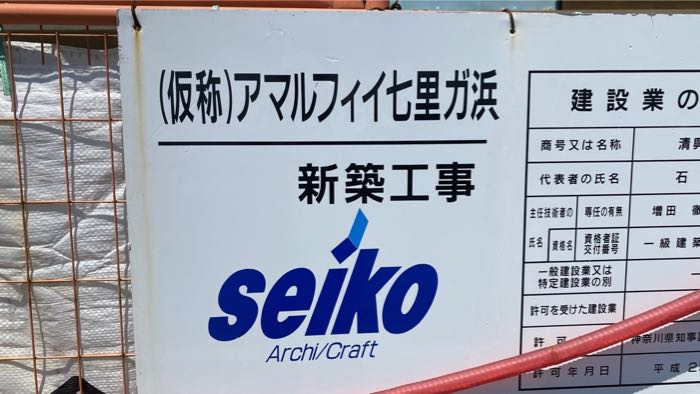 (仮称)アマルフィイ七里ガ浜
新築工事
seiko
Archi/Craft
建設業の
商号又は名称 清
代表者の氏名 石
主任技術者の氏名 専任の有無 増田
資格名 資格者証交付番号 一級建築
一般建設業又は
特定建設業の別
許可を受けた建設業
許可 神奈川県知事
許可年月日 平成2